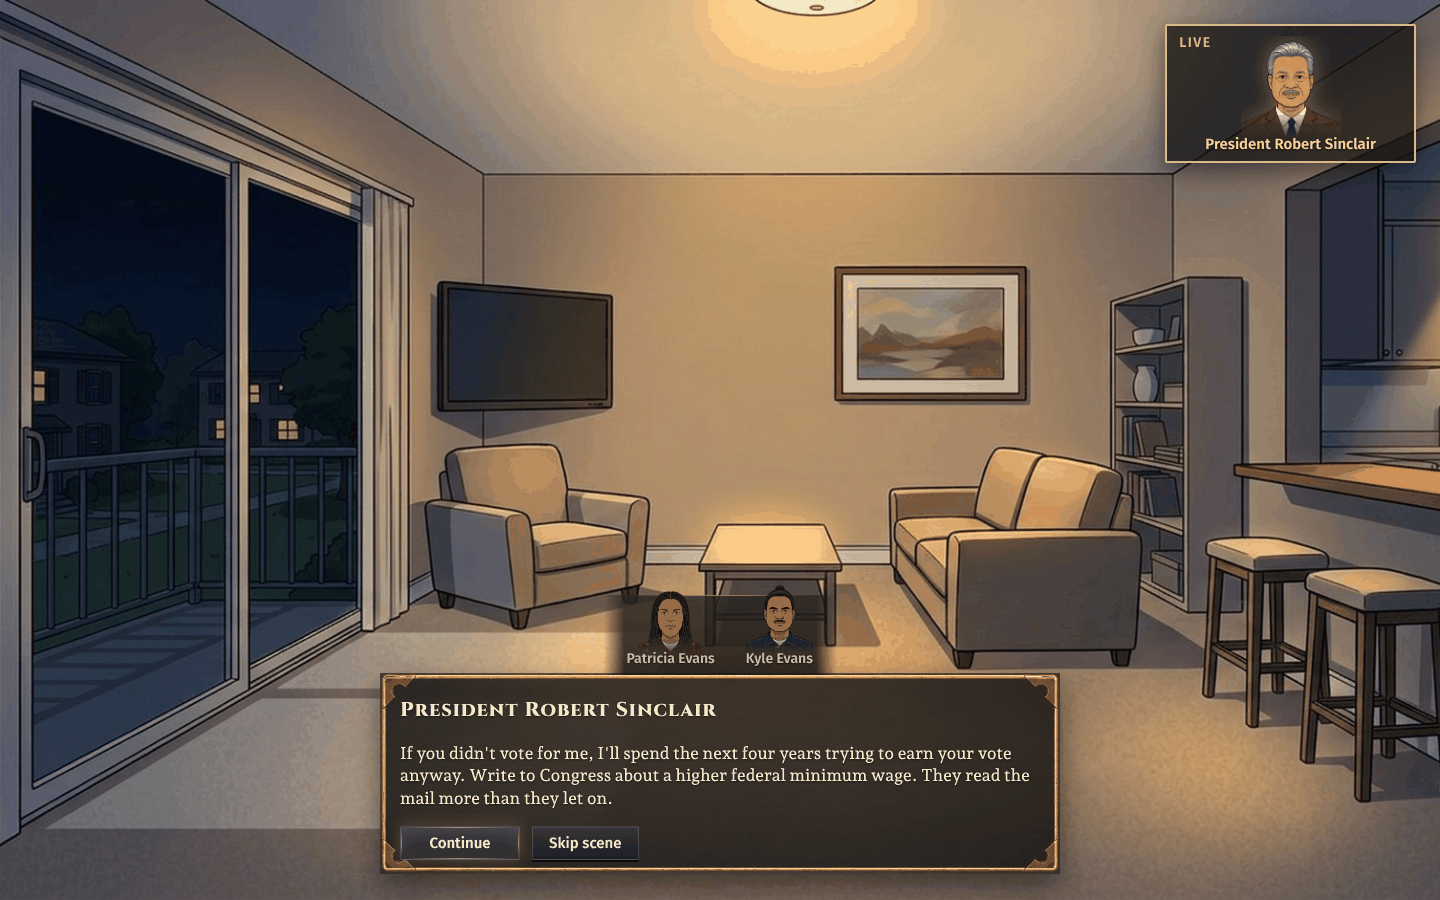 LIVE
President Robert Sinclair
Patricia Evans
Kyle Evans
President Robert Sinclair
If you didn't vote for me, I'll spend the next four years trying to earn your vote
anyway. Write to Congress about a higher federal minimum wage. They read the
mail more than they let on.
Continue
Skip scene